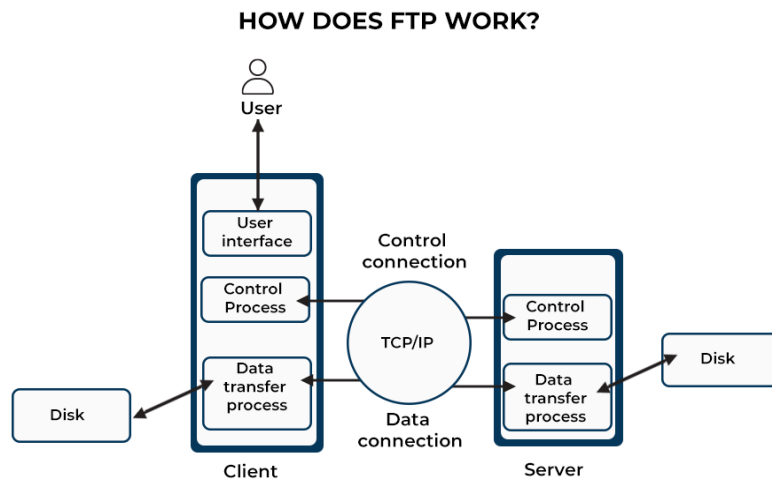 HOW DOES FTP WORK?
User
User
interface
Control
connection
Control
Process
Control
Process
TCP/IP
Disk
Data
transfer
process
Data
transfer
process
Disk
Data
connection
Client
Server